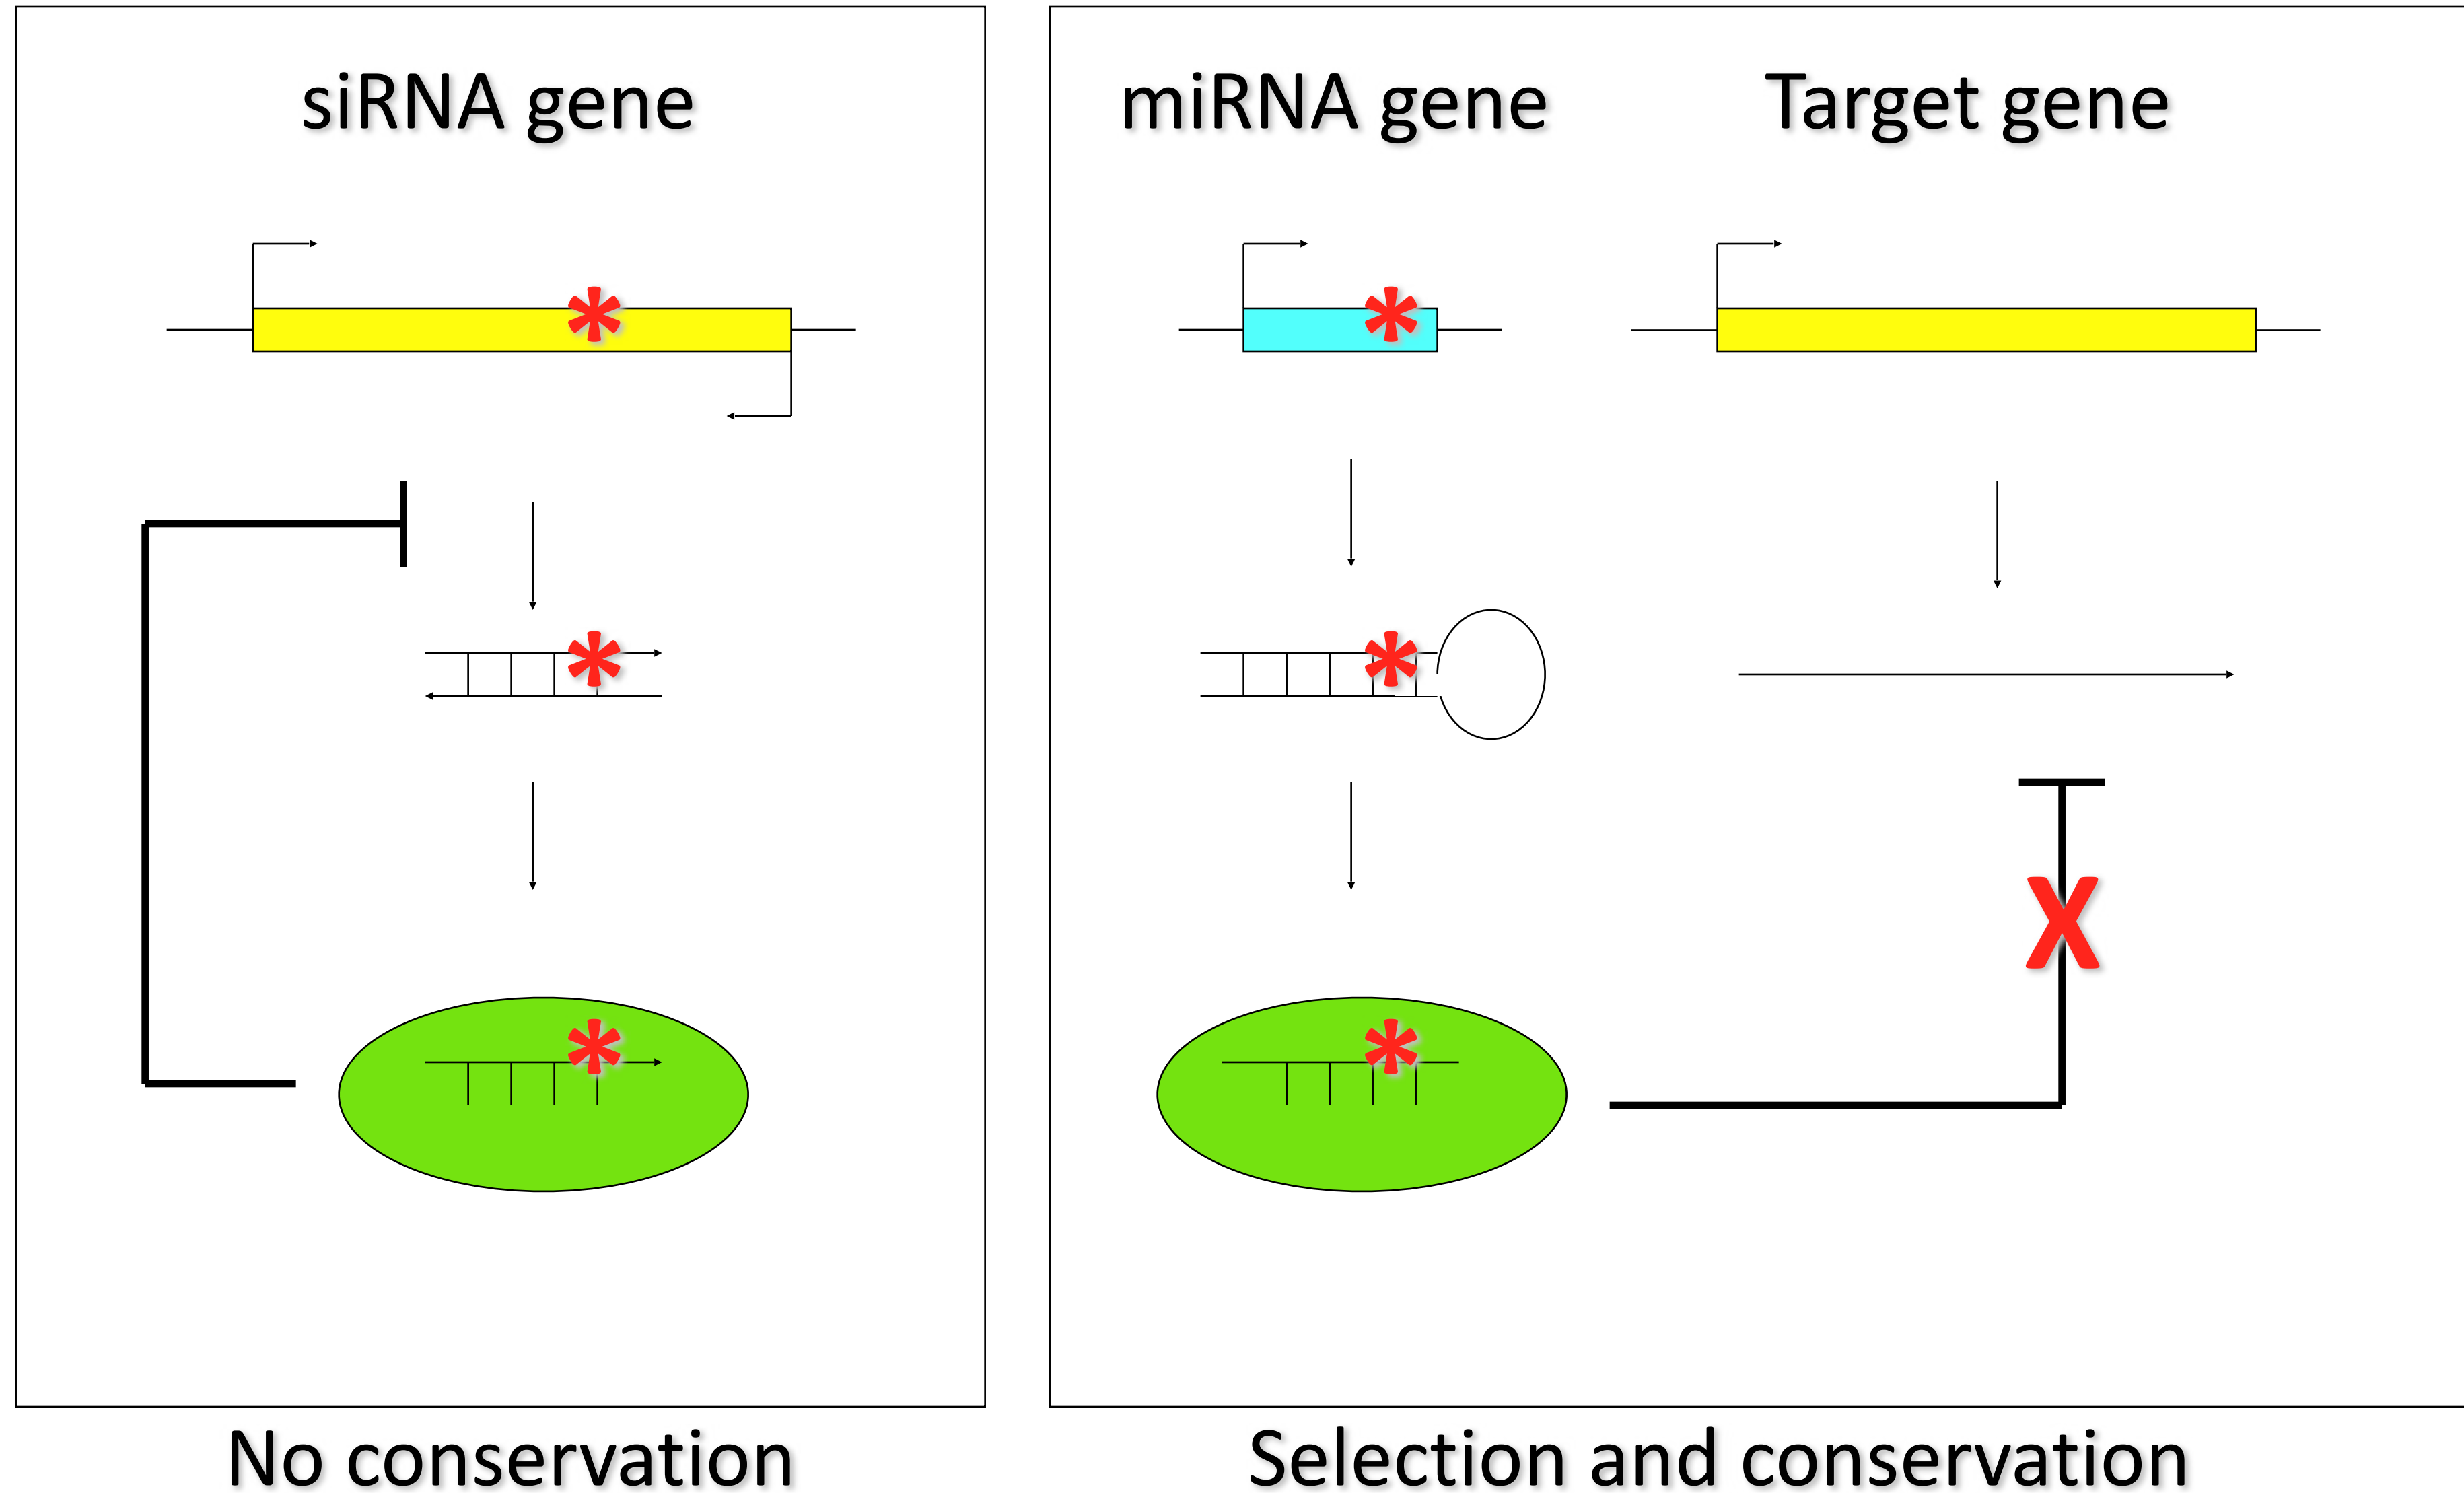 siRNA gene
miRNA gene
Target gene
*
*
*
*
*
*
X
No conservation
Selection and conservation